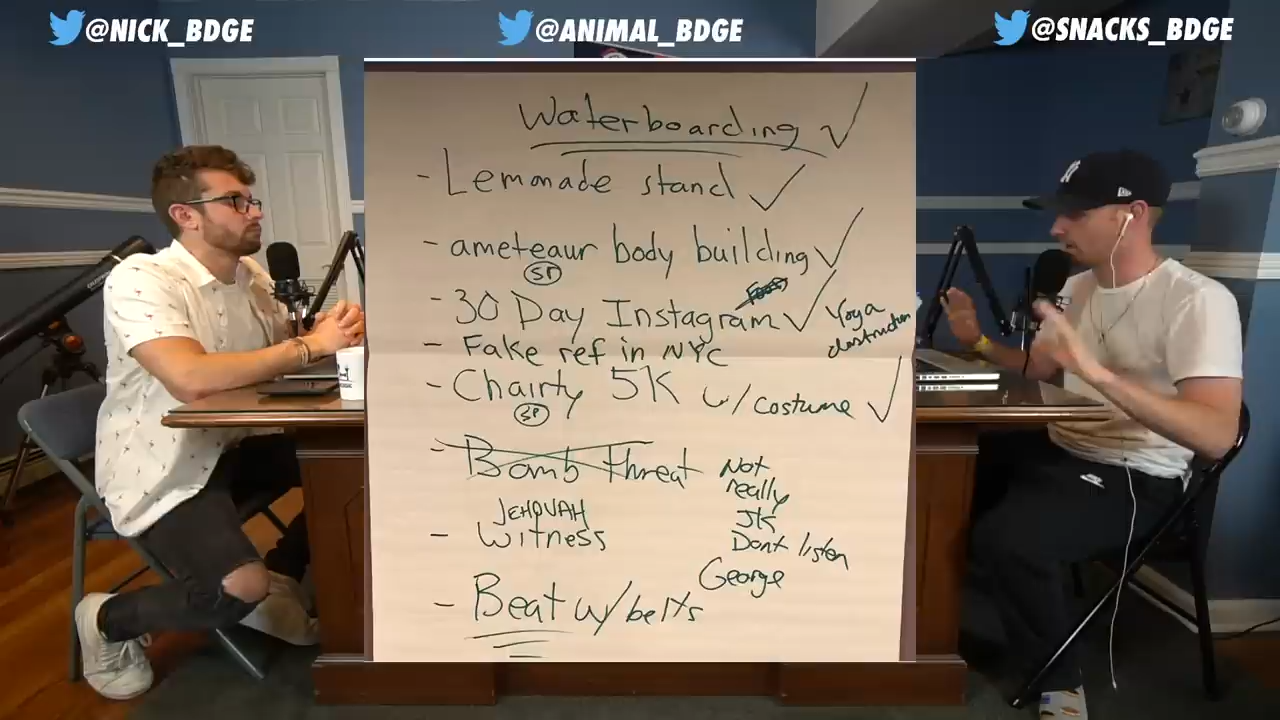 @NICK_BDGE @ANIMAL_BDGE @SNACKS_BDGE
Waterboarding ✓
- Lemonade stand ✓
- ameteaur body building ✓
SP
- 30 Day Instagram ✓
Yoga
destruction
- Fake ref in NYC
- Chairty 5K w/ costume ✓
SP
- Bomb threat
Not
really
JK
Dont listen
George
JEHOVAH
- Witness
- Beat w/ belts